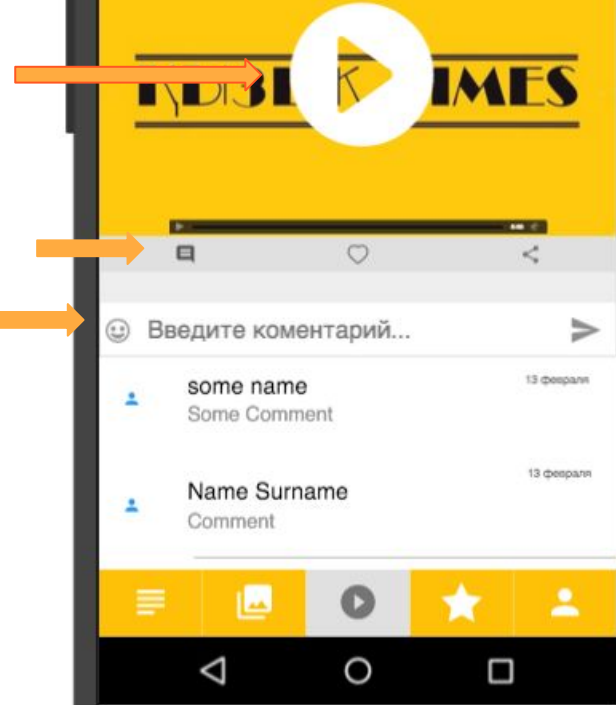 Введите коментарий...
some name
13 февраля
Some Comment
13 февраля
Name Surname
Comment